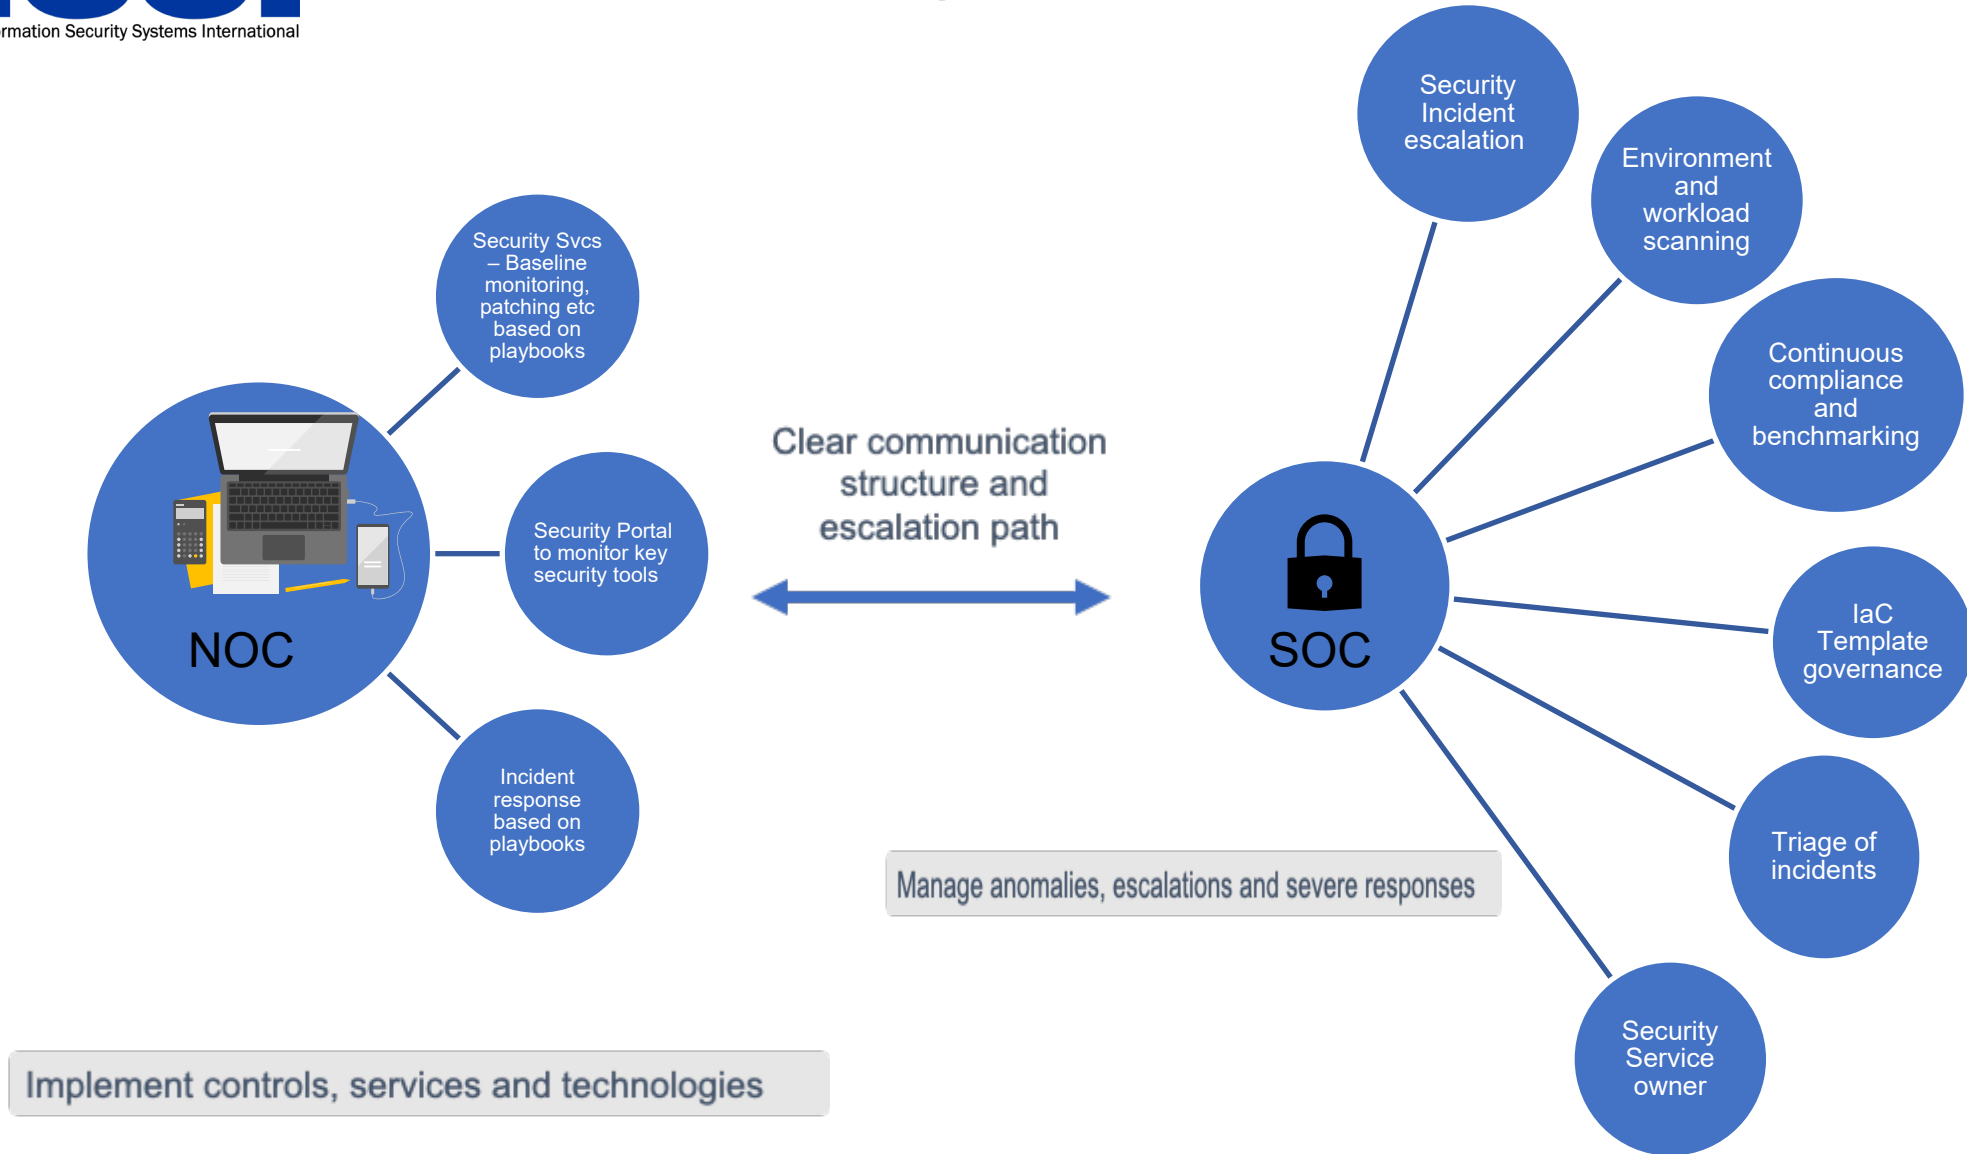 rmation Security Systems International
Security
Incident
escalation
Environment
and
workload
scanning
Continuous
compliance
and
benchmarking
IaC
Template
governance
Triage of
incidents
Security
Service
owner
SOC
Security Svcs
– Baseline
monitoring,
patching etc
based on
playbooks
Security Portal
to monitor key
security tools
Incident
response
based on
playbooks
NOC
Clear communication
structure and
escalation path
Manage anomalies, escalations and severe responses
Implement controls, services and technologies